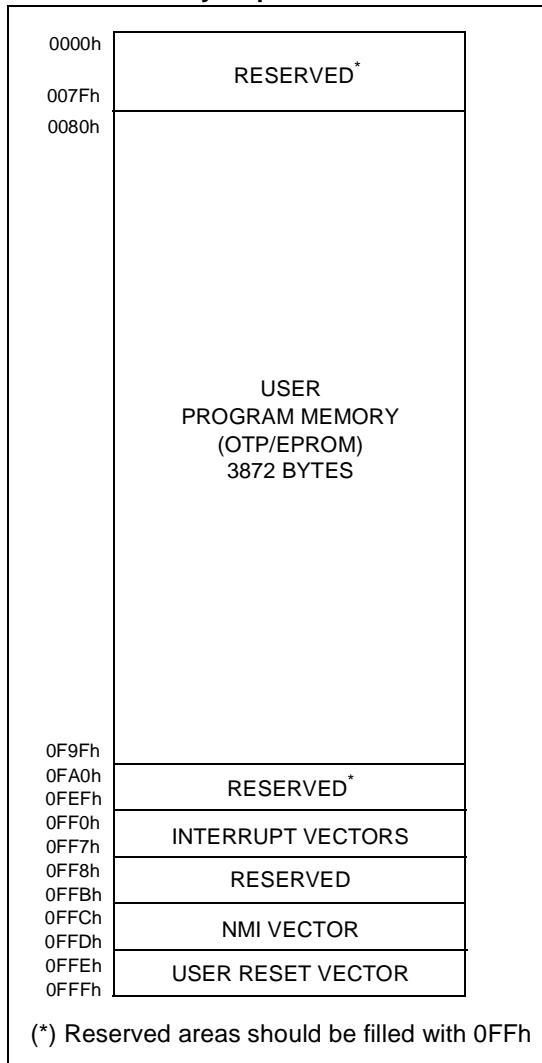 0000h
RESERVED*
007Fh
0080h
USER
PROGRAM MEMORY
(OTP/EPROM)
3872 BYTES
0F9Fh
0FA0h
RESERVED*
0FEFh
0FF0h
INTERRUPT VECTORS
0FF7h
0FF8h
RESERVED
0FFBh
0FFCh
NMI VECTOR
0FFDh
0FFEh
USER RESET VECTOR
0FFFh
(*) Reserved areas should be filled with 0FFh